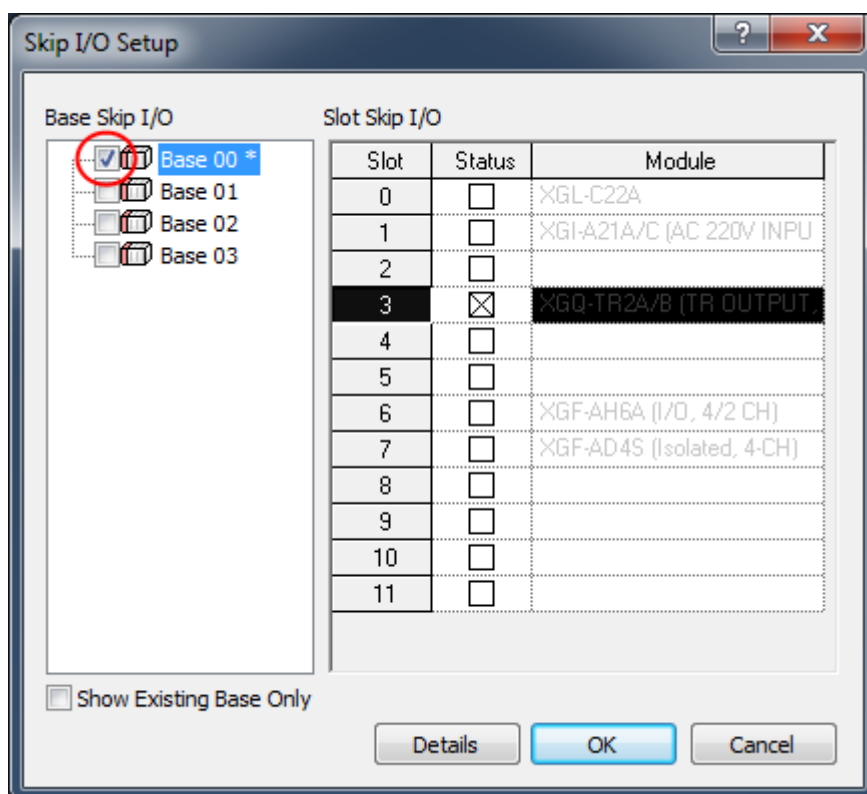 Skip I/O Setup
?
X
Base Skip I/O
Slot Skip I/O
Base 00 *
Base 01
Base 02
Base 03
Slot Status Module
0 XGL-C22A
1 XGI-A21A/C (AC 220V INPU
2
3 XGQ-TR2A/B (TR OUTPUT,
4
5
6 XGF-AH6A (I/O, 4/2 CH)
7 XGF-AD4S (Isolated, 4-CH)
8
9
10
11
Show Existing Base Only
Details OK Cancel